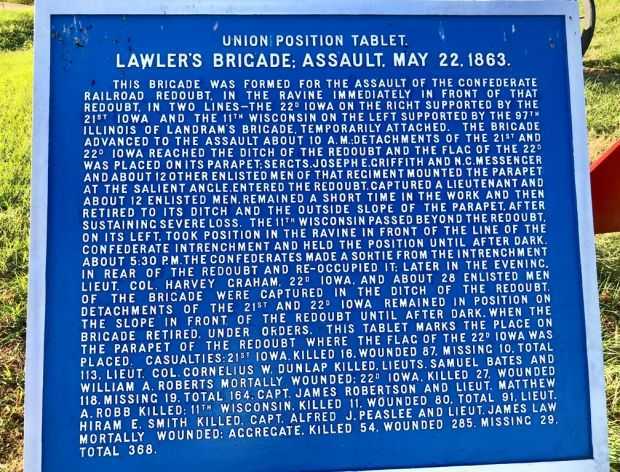 UNION POSITION TABLET.
LAWLER'S BRIGADE; ASSAULT, MAY 22, 1863.
THIS BRIGADE WAS FORMED FOR THE ASSAULT OF THE CONFEDERATE
RAILROAD REDOUBT, IN THE RAVINE IMMEDIATELY IN FRONT OF THAT
REDOUBT, IN TWO LINES—THE 22D IOWA ON THE RIGHT SUPPORTED BY THE
21ST IOWA AND THE 11TH WISCONSIN ON THE LEFT SUPPORTED BY THE 97TH
ILLINOIS OF LANDRAM'S BRIGADE, TEMPORARILY ATTACHED. THE BRIGADE
ADVANCED TO THE ASSAULT ABOUT 10 A.M.; DETACHMENTS OF THE 21ST AND
22D IOWA REACHED THE DITCH OF THE REDOUBT AND THE FLAG OF THE 22D
WAS PLACED ON ITS PARAPET; SERGTS. JOSEPH E. GRIFFITH AND N.C. MESSENGER
AND ABOUT 12 OTHER ENLISTED MEN OF THAT REGIMENT MOUNTED THE PARAPET
AT THE SALIENT ANGLE, ENTERED THE REDOUBT, CAPTURED A LIEUTENANT AND
ABOUT 12 ENLISTED MEN, REMAINED A SHORT TIME IN THE WORK AND THEN
RETIRED TO ITS DITCH AND THE OUTSIDE SLOPE OF THE PARAPET, AFTER
SUSTAINING SEVERE LOSS. THE 11TH WISCONSIN PASSED BEYOND THE REDOUBT,
ON ITS LEFT, TOOK POSITION IN THE RAVINE IN FRONT OF THE LINE OF THE
CONFEDERATE INTRENCHMENT AND HELD THE POSITION UNTIL AFTER DARK.
ABOUT 5:30 P.M. THE CONFEDERATES MADE A SORTIE FROM THE INTRENCHMENT
IN REAR OF THE REDOUBT AND RE-OCCUPIED IT; LATER IN THE EVENING,
LIEUT. COL. HARVEY GRAHAM, 22D IOWA, AND ABOUT 28 ENLISTED MEN
OF THE BRIGADE WERE CAPTURED IN THE DITCH OF THE REDOUBT.
DETACHMENTS OF THE 21ST AND 22D IOWA REMAINED IN POSITION ON
THE SLOPE IN FRONT OF THE REDOUBT UNTIL AFTER DARK, WHEN THE
BRIGADE RETIRED, UNDER ORDERS. THIS TABLET MARKS THE PLACE ON
THE PARAPET OF THE REDOUBT WHERE THE FLAG OF THE 22D IOWA WAS
PLACED. CASUALTIES: 21ST IOWA, KILLED 16, WOUNDED 87, MISSING 10, TOTAL
113, LIEUT. COL. CORNELIUS W. DUNLAP KILLED, LIEUTS. SAMUEL BATES AND
WILLIAM A. ROBERTS MORTALLY WOUNDED; 22D IOWA, KILLED 27, WOUNDED
118, MISSING 19, TOTAL 164, CAPT. JAMES ROBERTSON AND LIEUT. MATTHEW
A. ROBB KILLED; 11TH WISCONSIN, KILLED 11, WOUNDED 80, TOTAL 91, LIEUT.
HIRAM E. SMITH KILLED, CAPT. ALFRED J. PEASLEE AND LIEUT. JAMES LAW
MORTALLY WOUNDED; AGGREGATE, KILLED 54, WOUNDED 285, MISSING 29,
TOTAL 368.